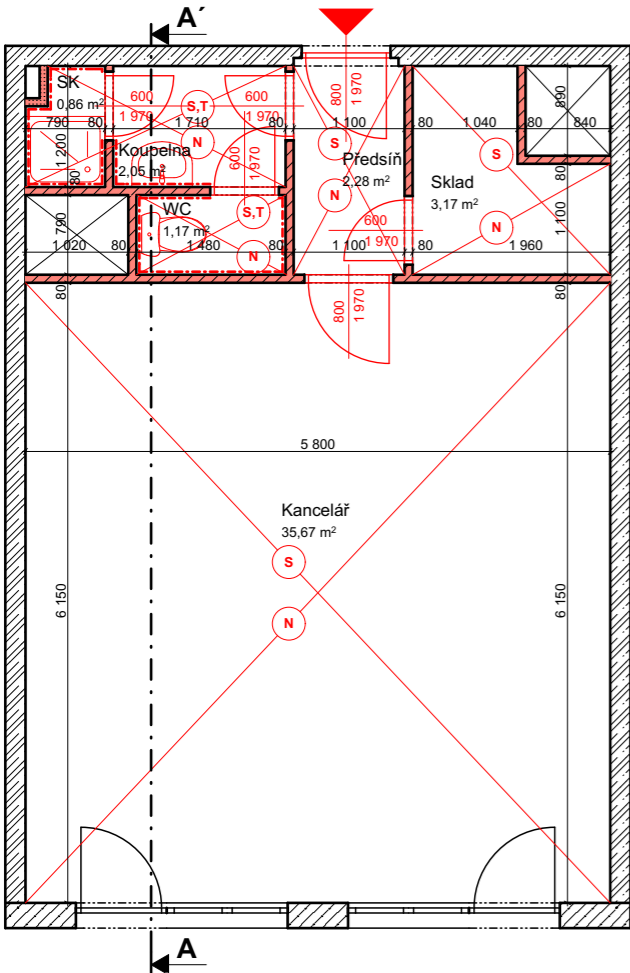 A´
SK
0,86 m²
600
1 970
S,T
600
1 970
800
1 970
890
790
80
1 710
80
1 100
80
1 040
80
840
1 200
80
Koupelna
2,05 m²
N
600
1 970
S
Předsíň
2,28 m²
S
Sklad
3,17 m²
80
N
WC
1,17 m²
S,T
600
1 970
N
790
1 100
1 020
80
1 480
80
1 100
80
1 960
N
80
800
1 970
80
5 800
Kancelář
35,67 m²
S
6 150
6 150
N
A